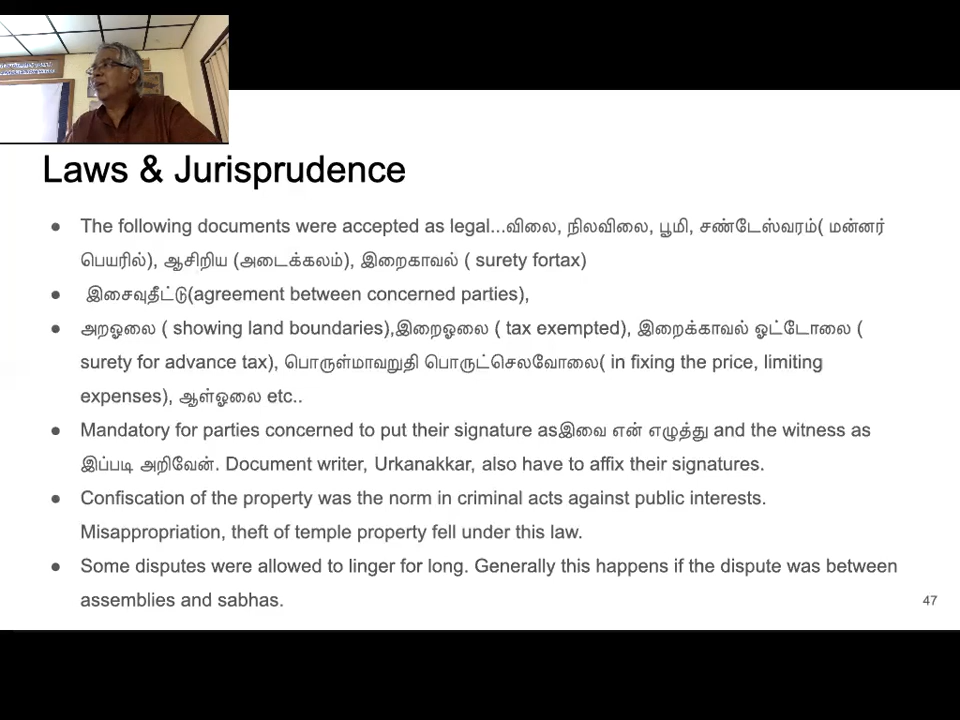 Laws & Jurisprudence
● The following documents were accepted as legal...விலை, நிலவிலை, பூமி, சண்டேஸ்வரம்( மன்னர்
பெயரில்), ஆசிறிய (அடைக்கலம்), இறைகாவல் ( surety fortax)
● இசைவுதீட்டு(agreement between concerned parties),
● அறஓலை ( showing land boundaries),இறைஓலை ( tax exempted), இறைக்காவல் ஓட்டோலை (
surety for advance tax), பொருள்மாவறுதி பொருட்செலவோலை( in fixing the price, limiting
expenses), ஆள்ஓலை etc..
● Mandatory for parties concerned to put their signature asஇவை என் எழுத்து and the witness as
இப்படி அறிவேன். Document writer, Urkanakkar, also have to affix their signatures.
● Confiscation of the property was the norm in criminal acts against public interests.
Misappropriation, theft of temple property fell under this law.
● Some disputes were allowed to linger for long. Generally this happens if the dispute was between
assemblies and sabhas.
47